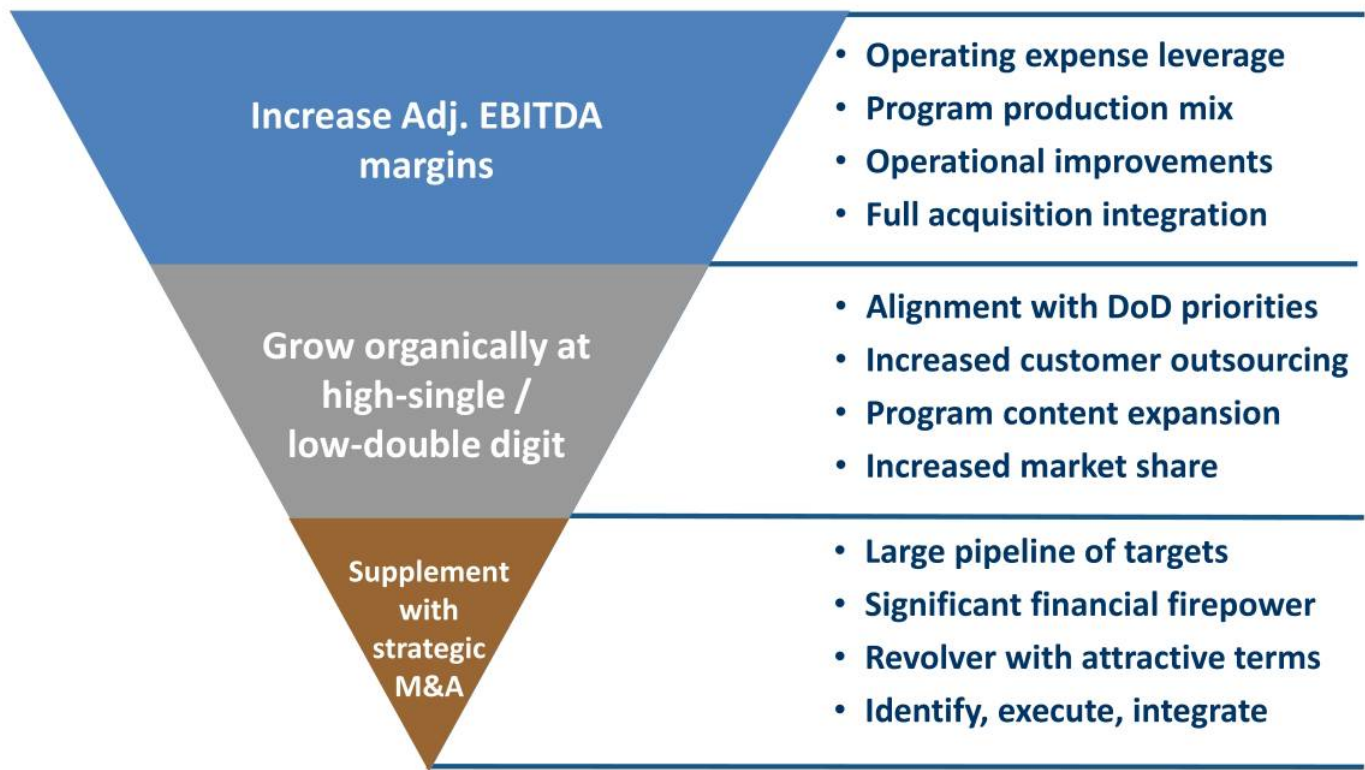 Increase Adj. EBITDA
margins
• Operating expense leverage
• Program production mix
• Operational improvements
• Full acquisition integration
Grow organically at
high-single /
low-double digit
• Alignment with DoD priorities
• Increased customer outsourcing
• Program content expansion
• Increased market share
Supplement
with
strategic
M&A
• Large pipeline of targets
• Significant financial firepower
• Revolver with attractive terms
• Identify, execute, integrate